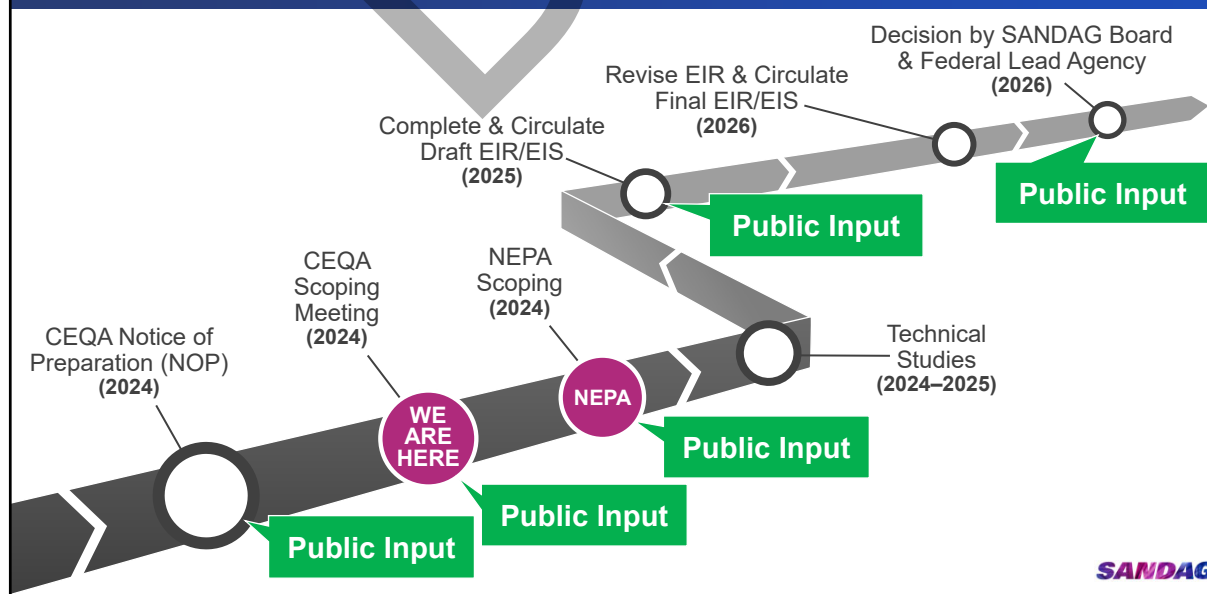 CEQA Notice of
Preparation (NOP)
(2024)
Public Input
CEQA
Scoping
Meeting
(2024)
WE
ARE
HERE
Public Input
NEPA
Scoping
(2024)
NEPA
Public Input
Technical
Studies
(2024–2025)
Complete & Circulate
Draft EIR/EIS
(2025)
Public Input
Revise EIR & Circulate
Final EIR/EIS
(2026)
Decision by SANDAG Board
& Federal Lead Agency
(2026)
Public Input
SANDAG